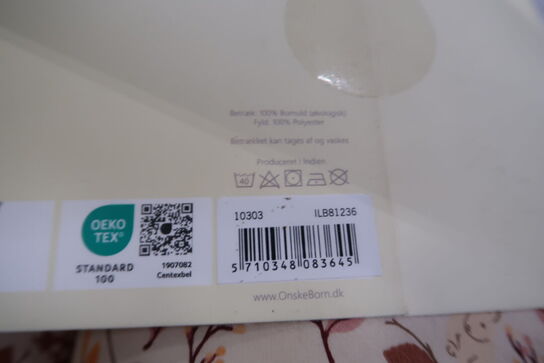 Betræk: 100% Bomuld (økologisk)
Fyld: 100% Polyester
Betrækket kan tages af og vaskes
Produceret i Indien
40
OEKO
TEX®
STANDARD
100
1907082
Centexbel
10303 ILB81236
5 710348 083645
www.OnskeBorn.dk